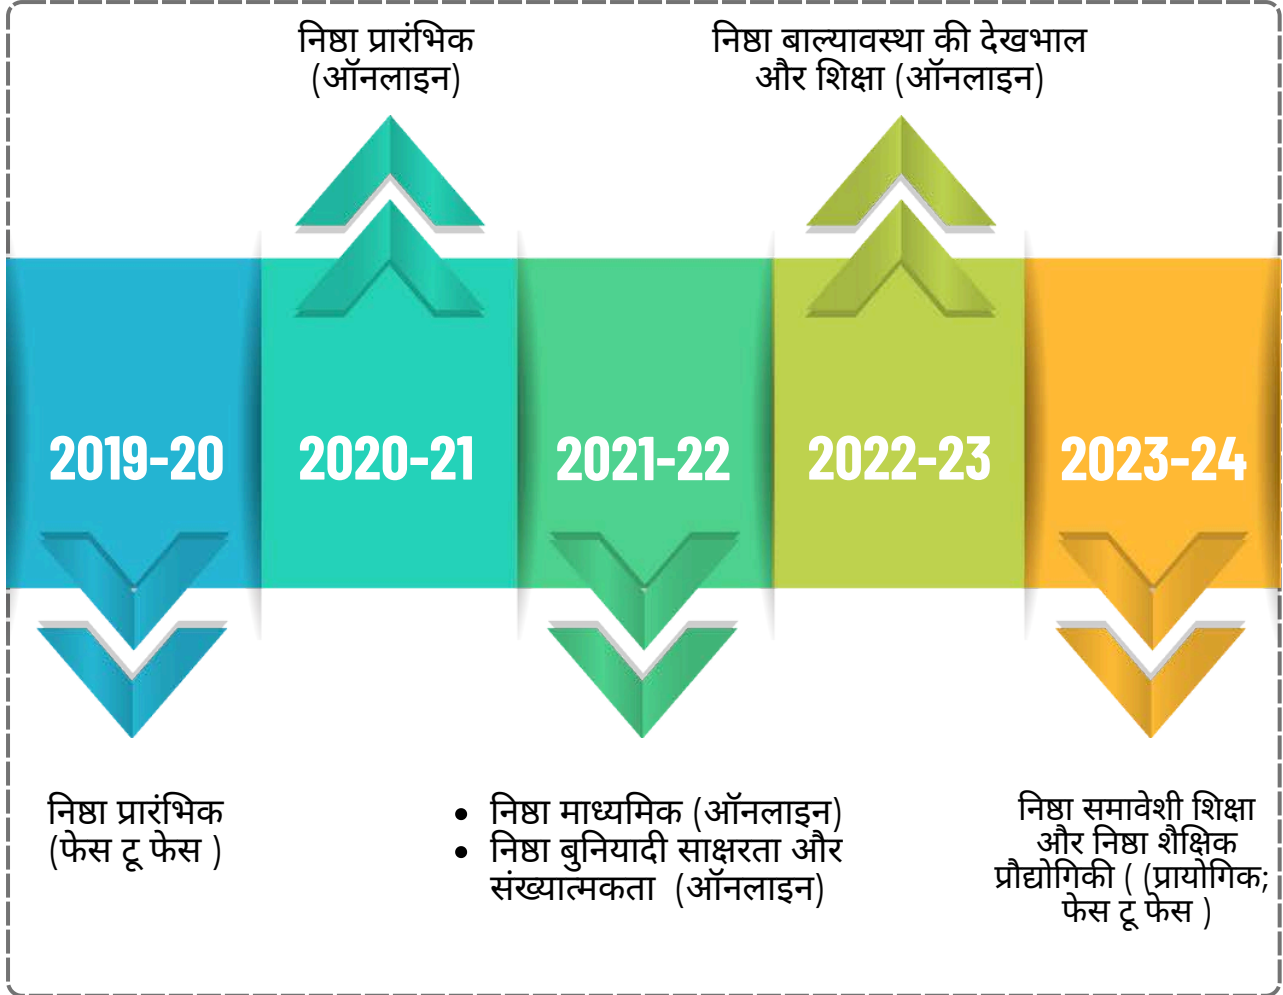 निष्ठा प्रारंभिक
(ऑनलाइन)
निष्ठा बाल्यावस्था की देखभाल
और शिक्षा (ऑनलाइन)
2019-20
2020-21
2021-22
2022-23
2023-24
निष्ठा प्रारंभिक
(फेस टू फेस )
• निष्ठा माध्यमिक (ऑनलाइन)
• निष्ठा बुनियादी साक्षरता और
संख्यात्मकता (ऑनलाइन)
निष्ठा समावेशी शिक्षा
और निष्ठा शैक्षिक
प्रौद्योगिकी ( (प्रायोगिक;
फेस टू फेस )